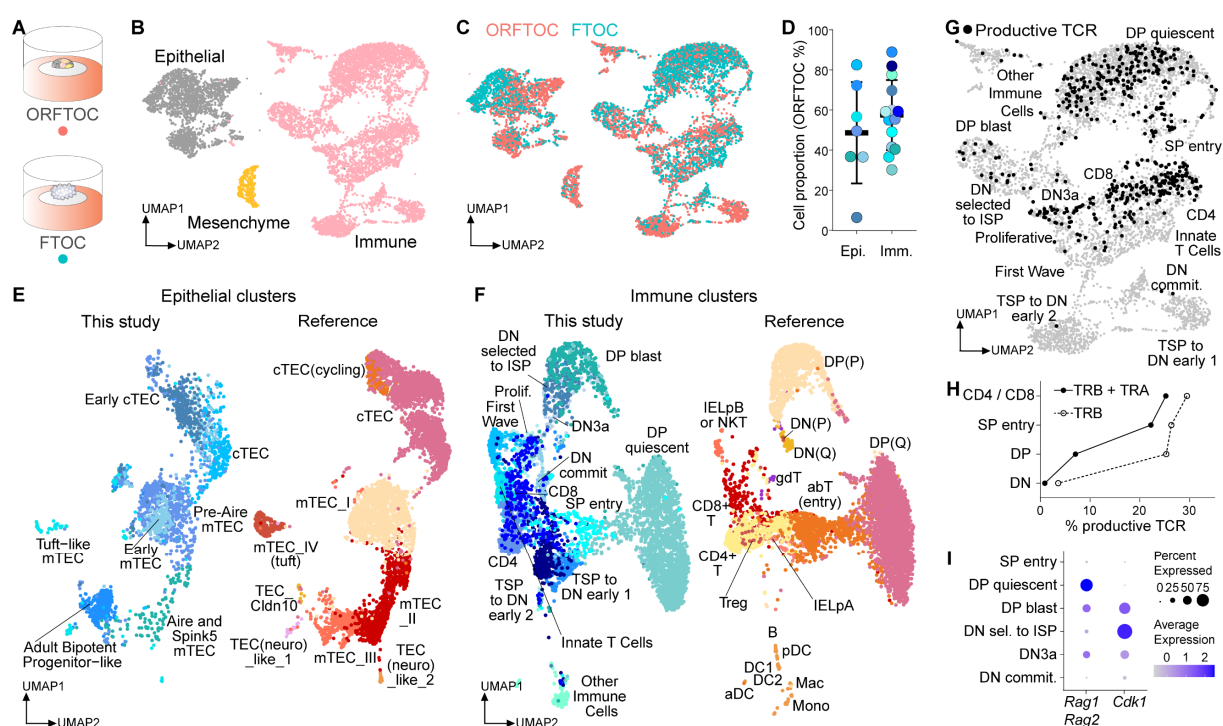 A
ORFTOC
FTOC
B
Epithelial
Mesenchyme
Immune
UMAP1
UMAP2
C
ORFTOC FTOC
UMAP1
UMAP2
D
Cell proportion (ORFTOC %)
100
80
60
40
20
0
Epi.
Imm.
G
Productive TCR
DP quiescent
Other
Immune
Cells
DP blast
SP entry
DN
selected
to ISP
DN3a
CD8
CD4
Proliferative
Innate
T Cells
First Wave
DN
commit.
TSP to DN
early 2
TSP to
DN early 1
UMAP1
UMAP2
E
Epithelial clusters
This study
Reference
Early cTEC
cTEC
Pre-Aire
mTEC
Tuft-like
mTEC
Early
mTEC
Aire and
Spink5
mTEC
Adult Bipotent
Progenitor-like
cTEC(cycling)
cTEC
mTEC_I
mTEC_IV
(tuft)
TEC_
Cldn10
mTEC
_II
TEC(neuro)
_like_1
mTEC_III
TEC
(neuro)
_like_2
UMAP1
UMAP2
F
Immune clusters
This study
Reference
DN
selected
to ISP
DP blast
Prolif.
First
Wave
DN3a
DN
commit
CD8
SP entry
DP
quiescent
CD4
TSP
to DN
early 2
TSP to
DN early 1
Innate T Cells
Other
Immune
Cells
DP(P)
IELpB
or NKT
DN(P)
DN(Q)
DP(Q)
gdT
abT
(entry)
CD8+
T
CD4+
T
Treg
IELpA
B
pDC
DC1
DC2
aDC
Mac
Mono
UMAP1
UMAP2
H
CD4 / CD8
SP entry
DP
DN
TRB + TRA
TRB
0 10 20 30
% productive TCR
I
SP entry
DP quiescent
DP blast
DN sel. to ISP
DN3a
DN commit.
Rag1
Rag2
Cdk1
Percent
Expressed
0 25 50 75
Average
Expression
0 1 2